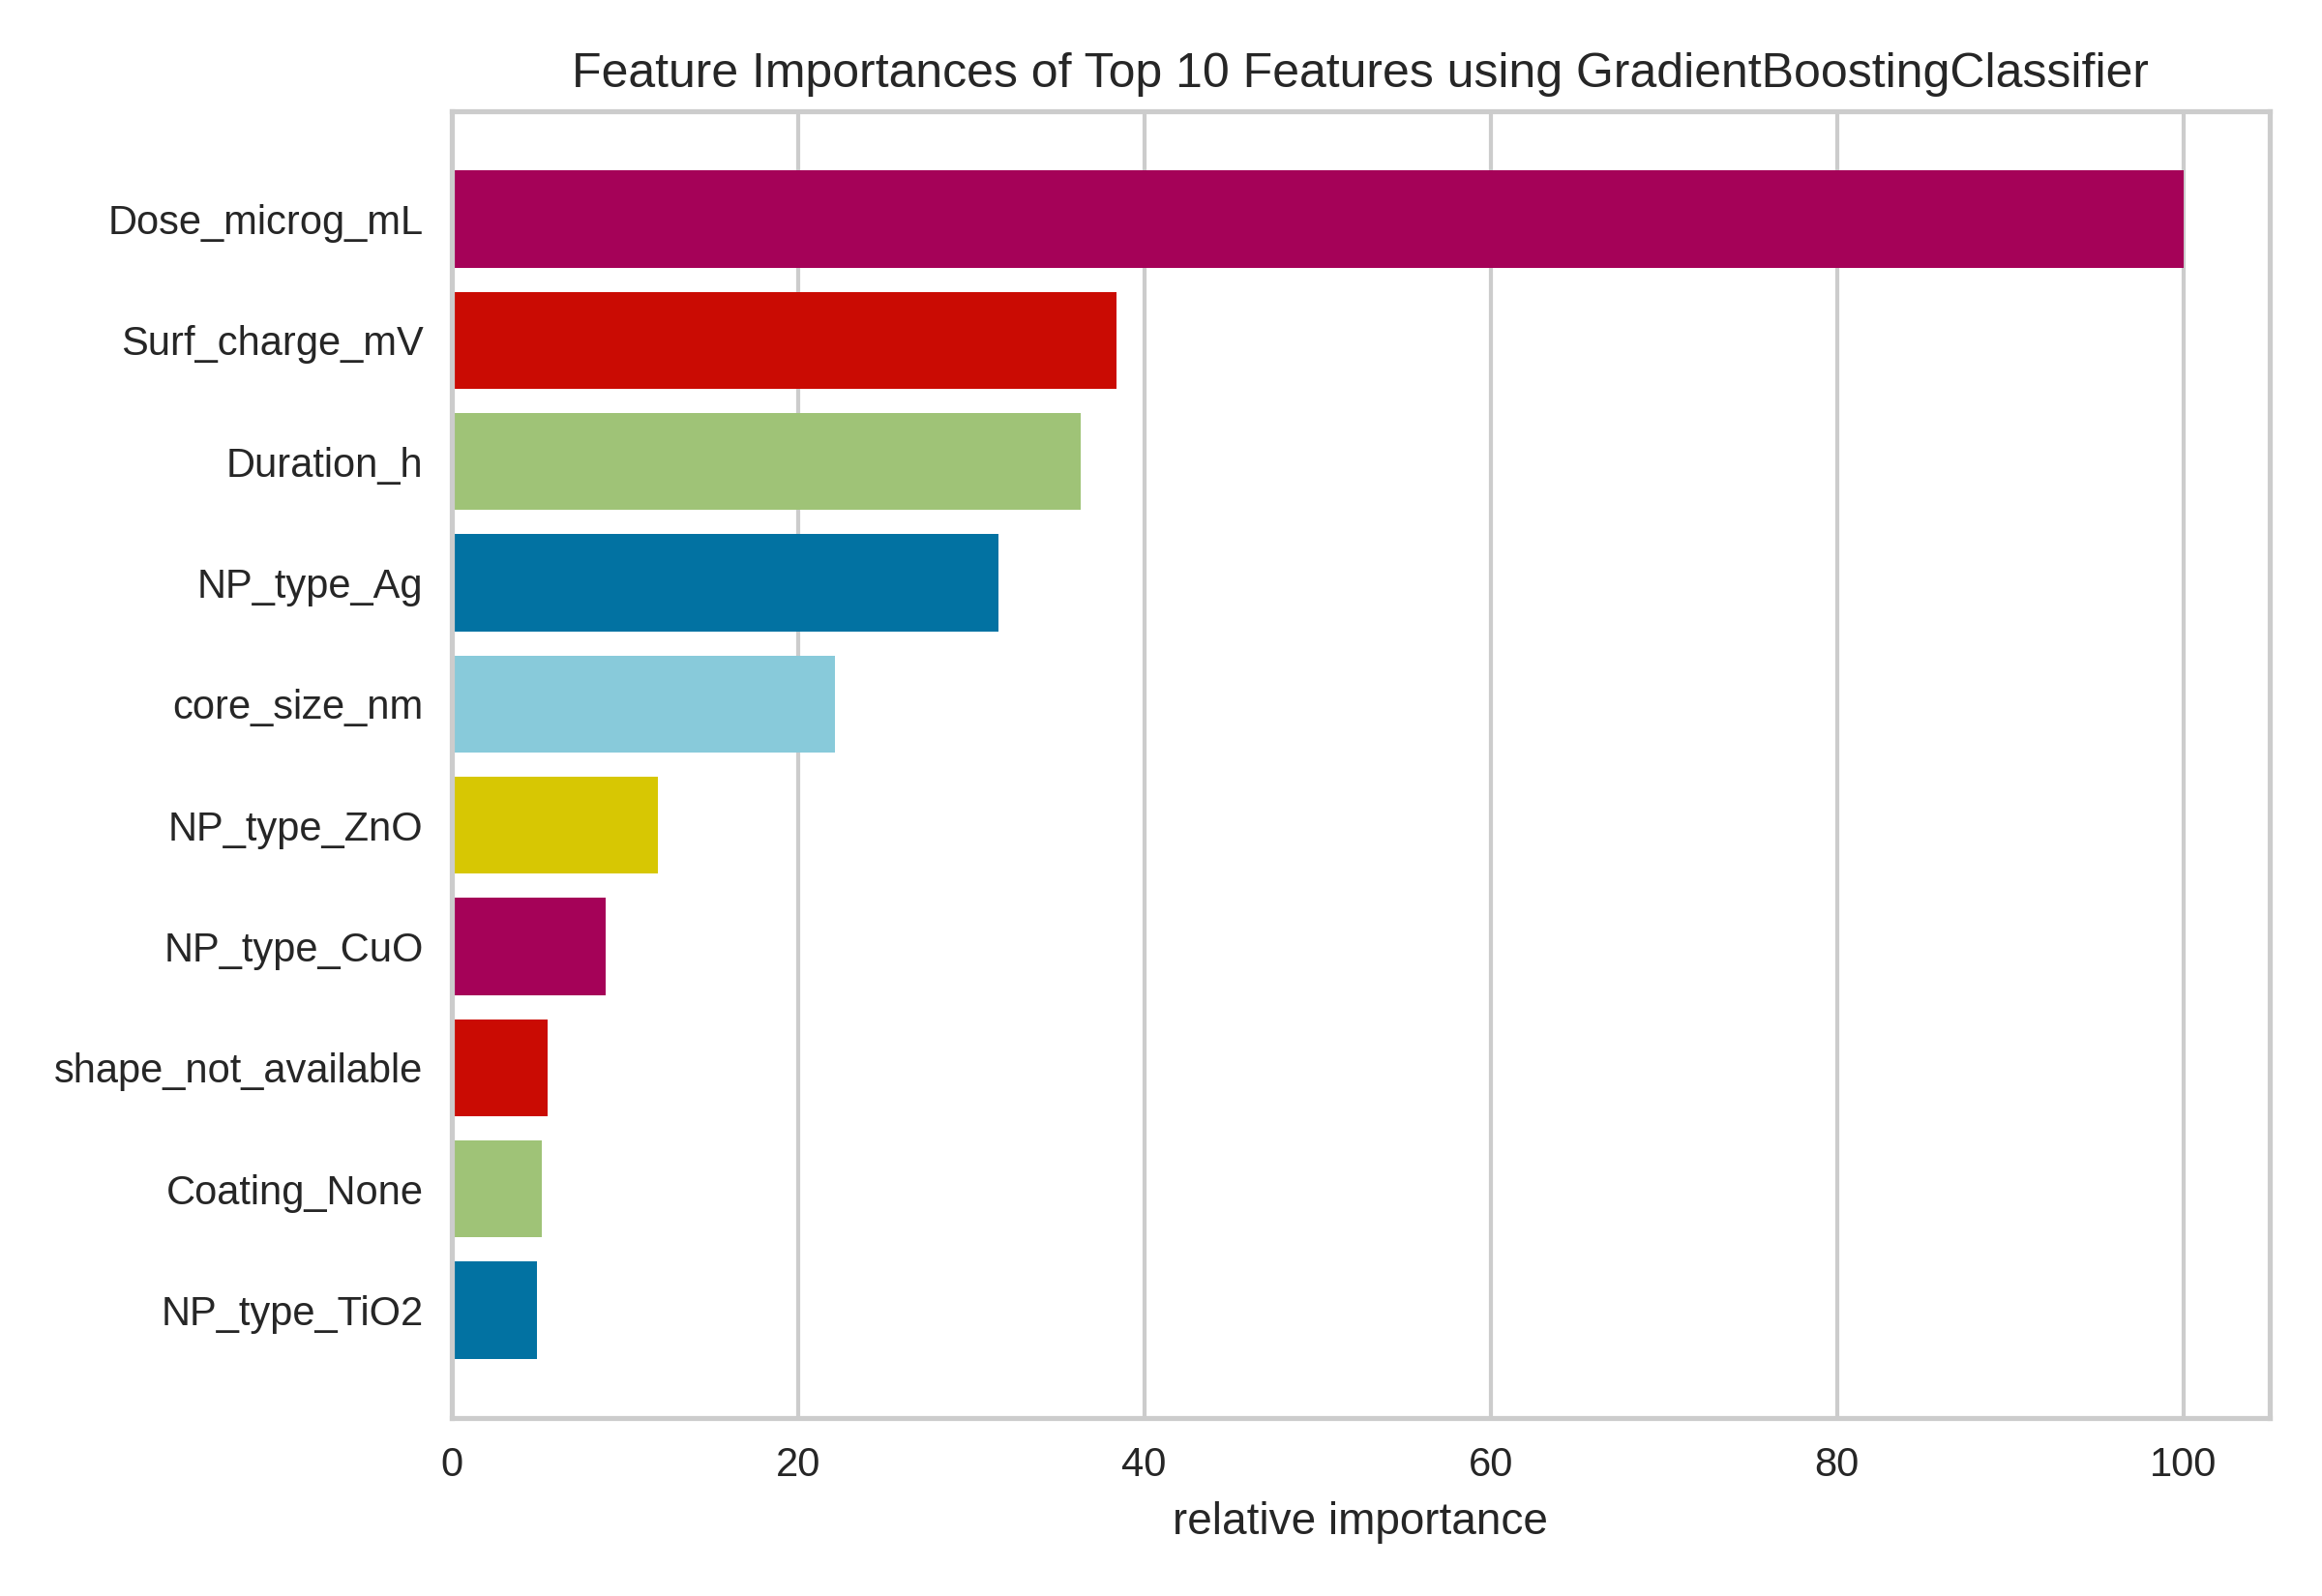 Feature Importances of Top 10 Features using GradientBoostingClassifier
Dose_microg_mL
Surf_charge_mV
Duration_h
NP_type_Ag
core_size_nm
NP_type_ZnO
NP_type_CuO
shape_not_available
Coating_None
NP_type_TiO2
0 20 40 60 80 100
relative importance